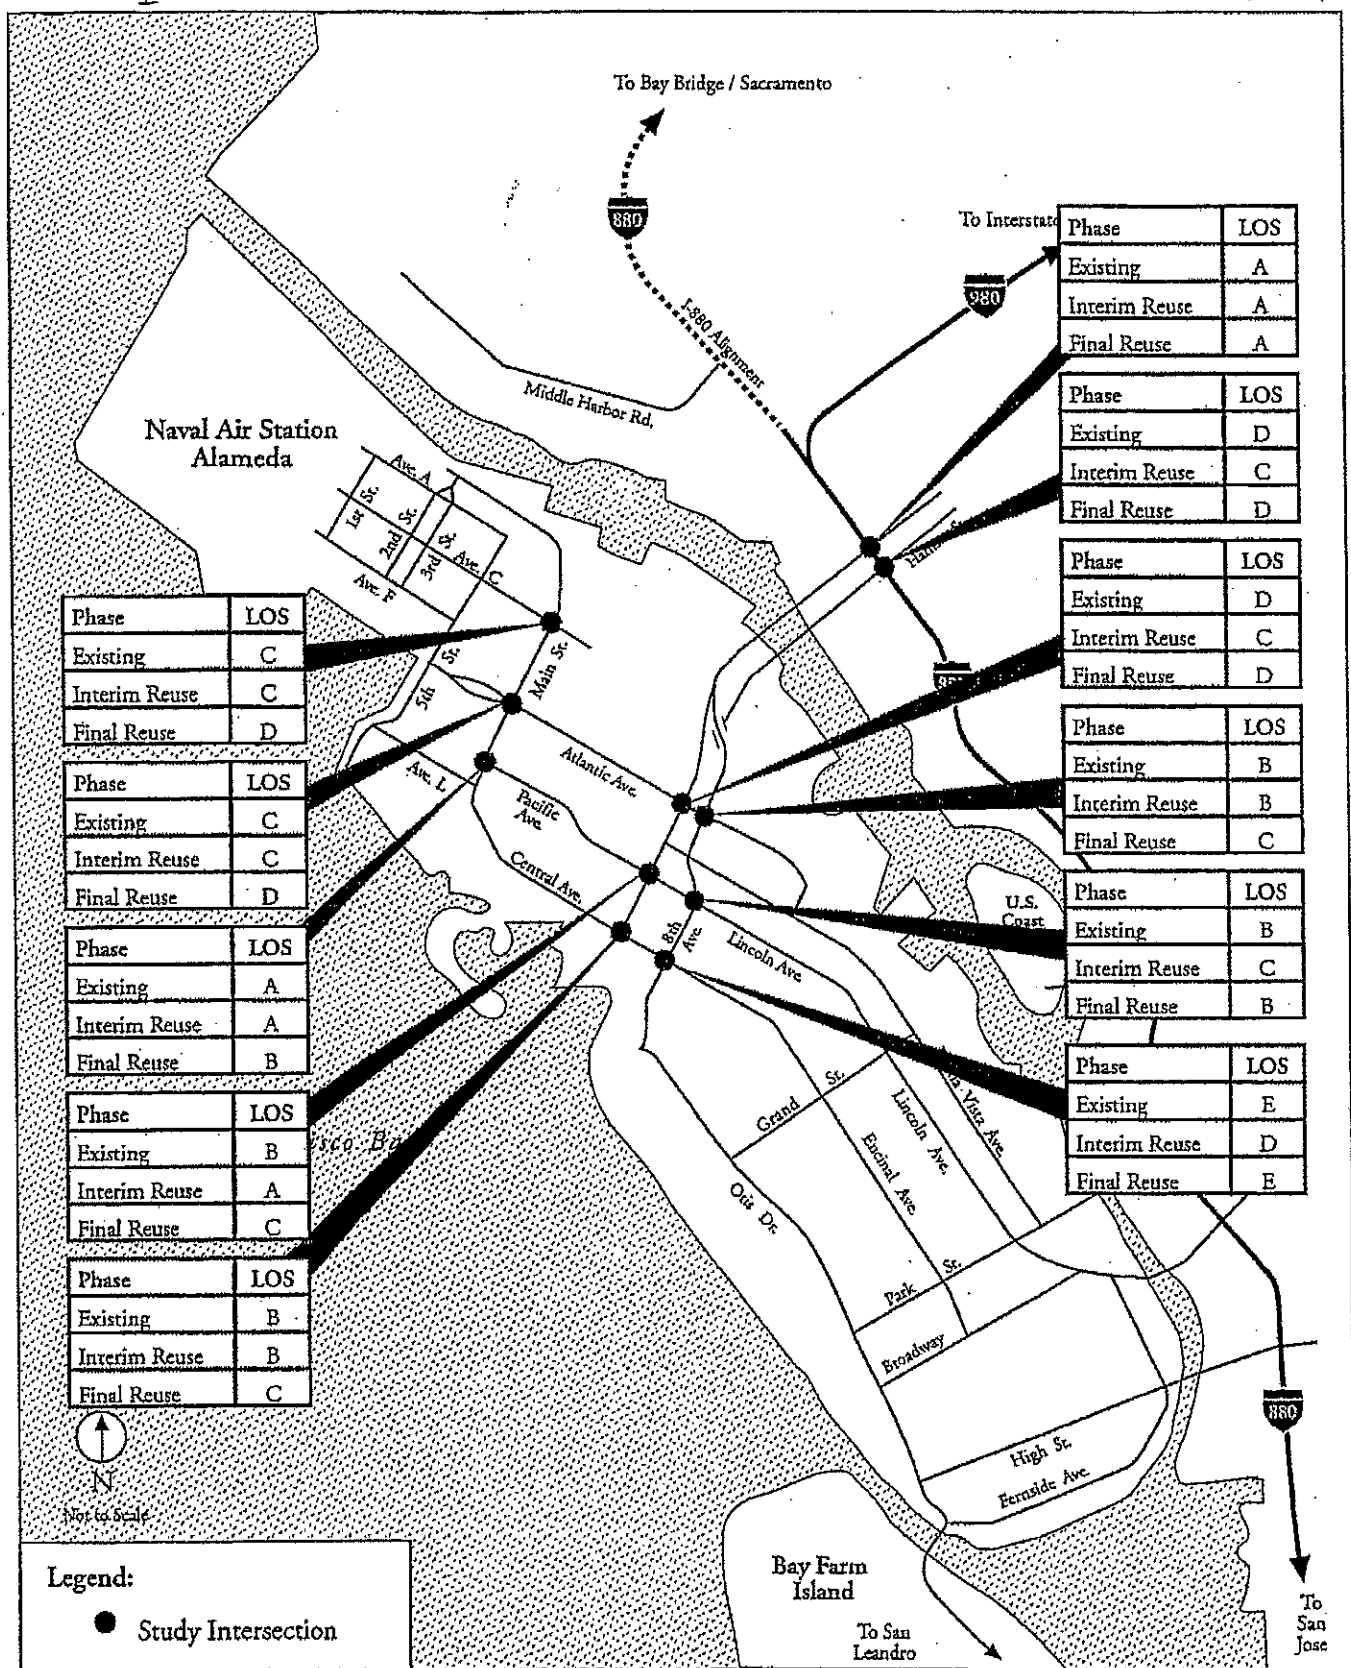 To Bay Bridge / Sacramento
880
To Interstate
980
I-880 Alignment
Middle Harbor Rd.
Naval Air Station
Alameda
Ave. A
1st St.
2nd St.
3rd St.
Ave. C
Ave. F
5th St.
Main St.
Ave. L
Atlantic Ave.
Pacific
Ave.
Central Ave.
8th
Ave.
Lincoln Ave.
U.S.
Coast
Grand St.
Lincoln Ave.
Vista Ave.
Encinal Ave.
Otis Dr.
Park St.
Broadway
High St.
Fernside Ave.
880
Bay Farm
Island
To San
Leandro
To
San
Jose
Phase LOS
Existing C
Interim Reuse C
Final Reuse D
Phase LOS
Existing C
Interim Reuse C
Final Reuse D
Phase LOS
Existing A
Interim Reuse A
Final Reuse B
Phase LOS
Existing B
Interim Reuse A
Final Reuse C
Phase LOS
Existing B
Interim Reuse B
Final Reuse C
Phase LOS
Existing A
Interim Reuse A
Final Reuse A
Phase LOS
Existing D
Interim Reuse C
Final Reuse D
Phase LOS
Existing D
Interim Reuse C
Final Reuse D
Phase LOS
Existing B
Interim Reuse B
Final Reuse C
Phase LOS
Existing B
Interim Reuse C
Final Reuse B
Phase LOS
Existing E
Interim Reuse D
Final Reuse E
N
Not to Scale
Legend:
Study Intersection